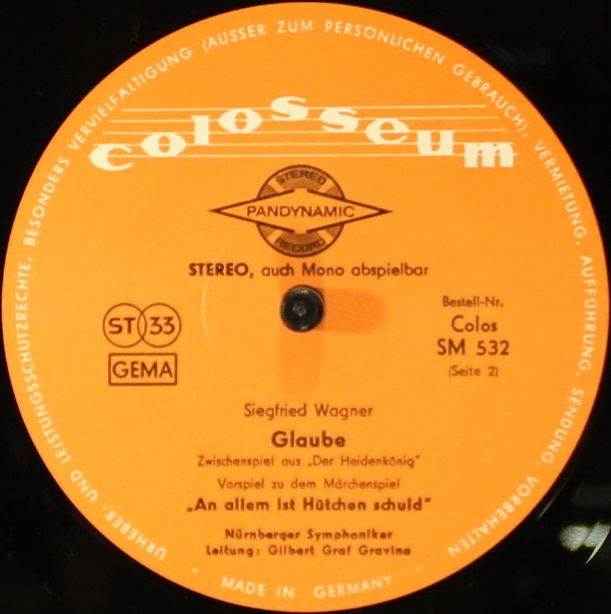 URHEBER- UND LEISTUNGSSCHUTZRECHTE, BESONDERS VERVIELFÄLTIGUNG (AUSSER ZUM PERSÖNLICHEN GEBRAUCH), VERMIETUNG, AUFFÜHRUNG, SENDUNG, VORBEHALTEN
colosseum
STEREO
PANDYNAMIC
RECORD
STEREO, auch Mono abspielbar
ST 33
GEMA
Bestell-Nr.
Colos
SM 532
(Seite 2)
Siegfried Wagner
Glaube
Zwischenspiel aus „Der Heidenkönig"
Vorspiel zu dem Märchenspiel
„An allem ist Hütchen schuld"
Nürnberger Symphoniker
Leitung: Gilbert Graf Gravina
· MADE IN GERMANY ·